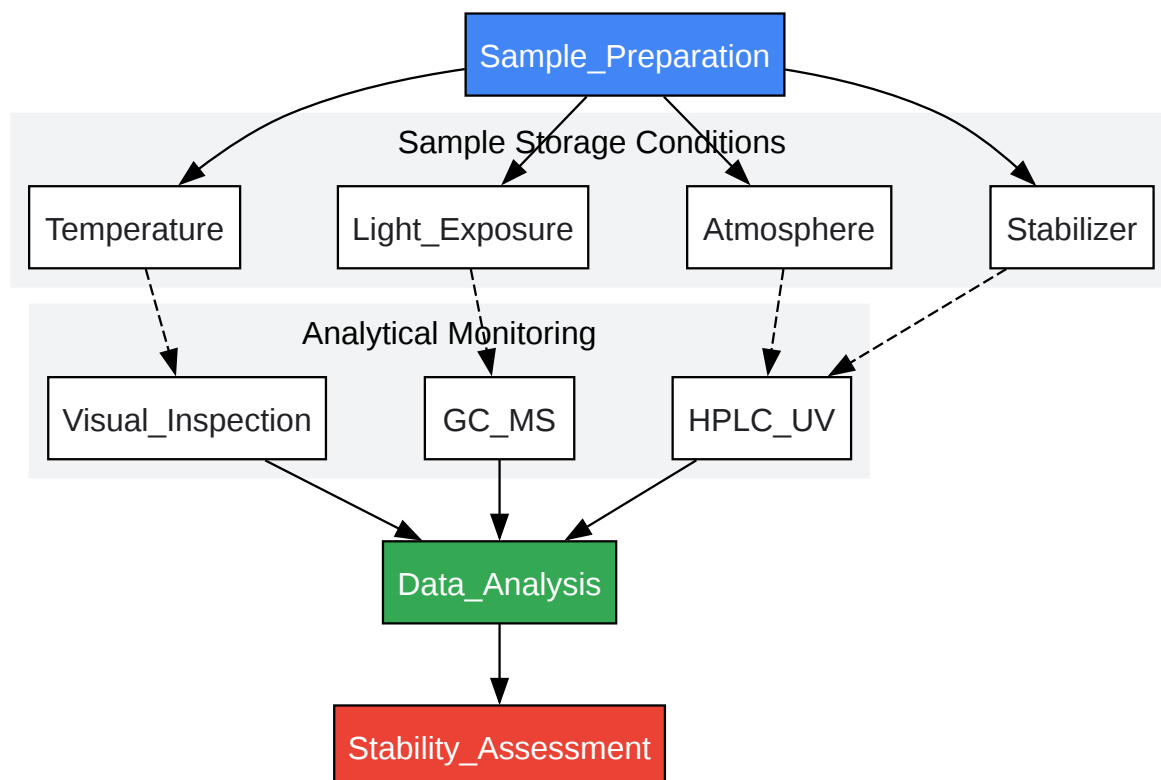 Sample_Preparation
Sample Storage Conditions
Temperature
Light_Exposure
Atmosphere
Stabilizer
Analytical Monitoring
Visual_Inspection
GC_MS
HPLC_UV
Data_Analysis
Stability_Assessment